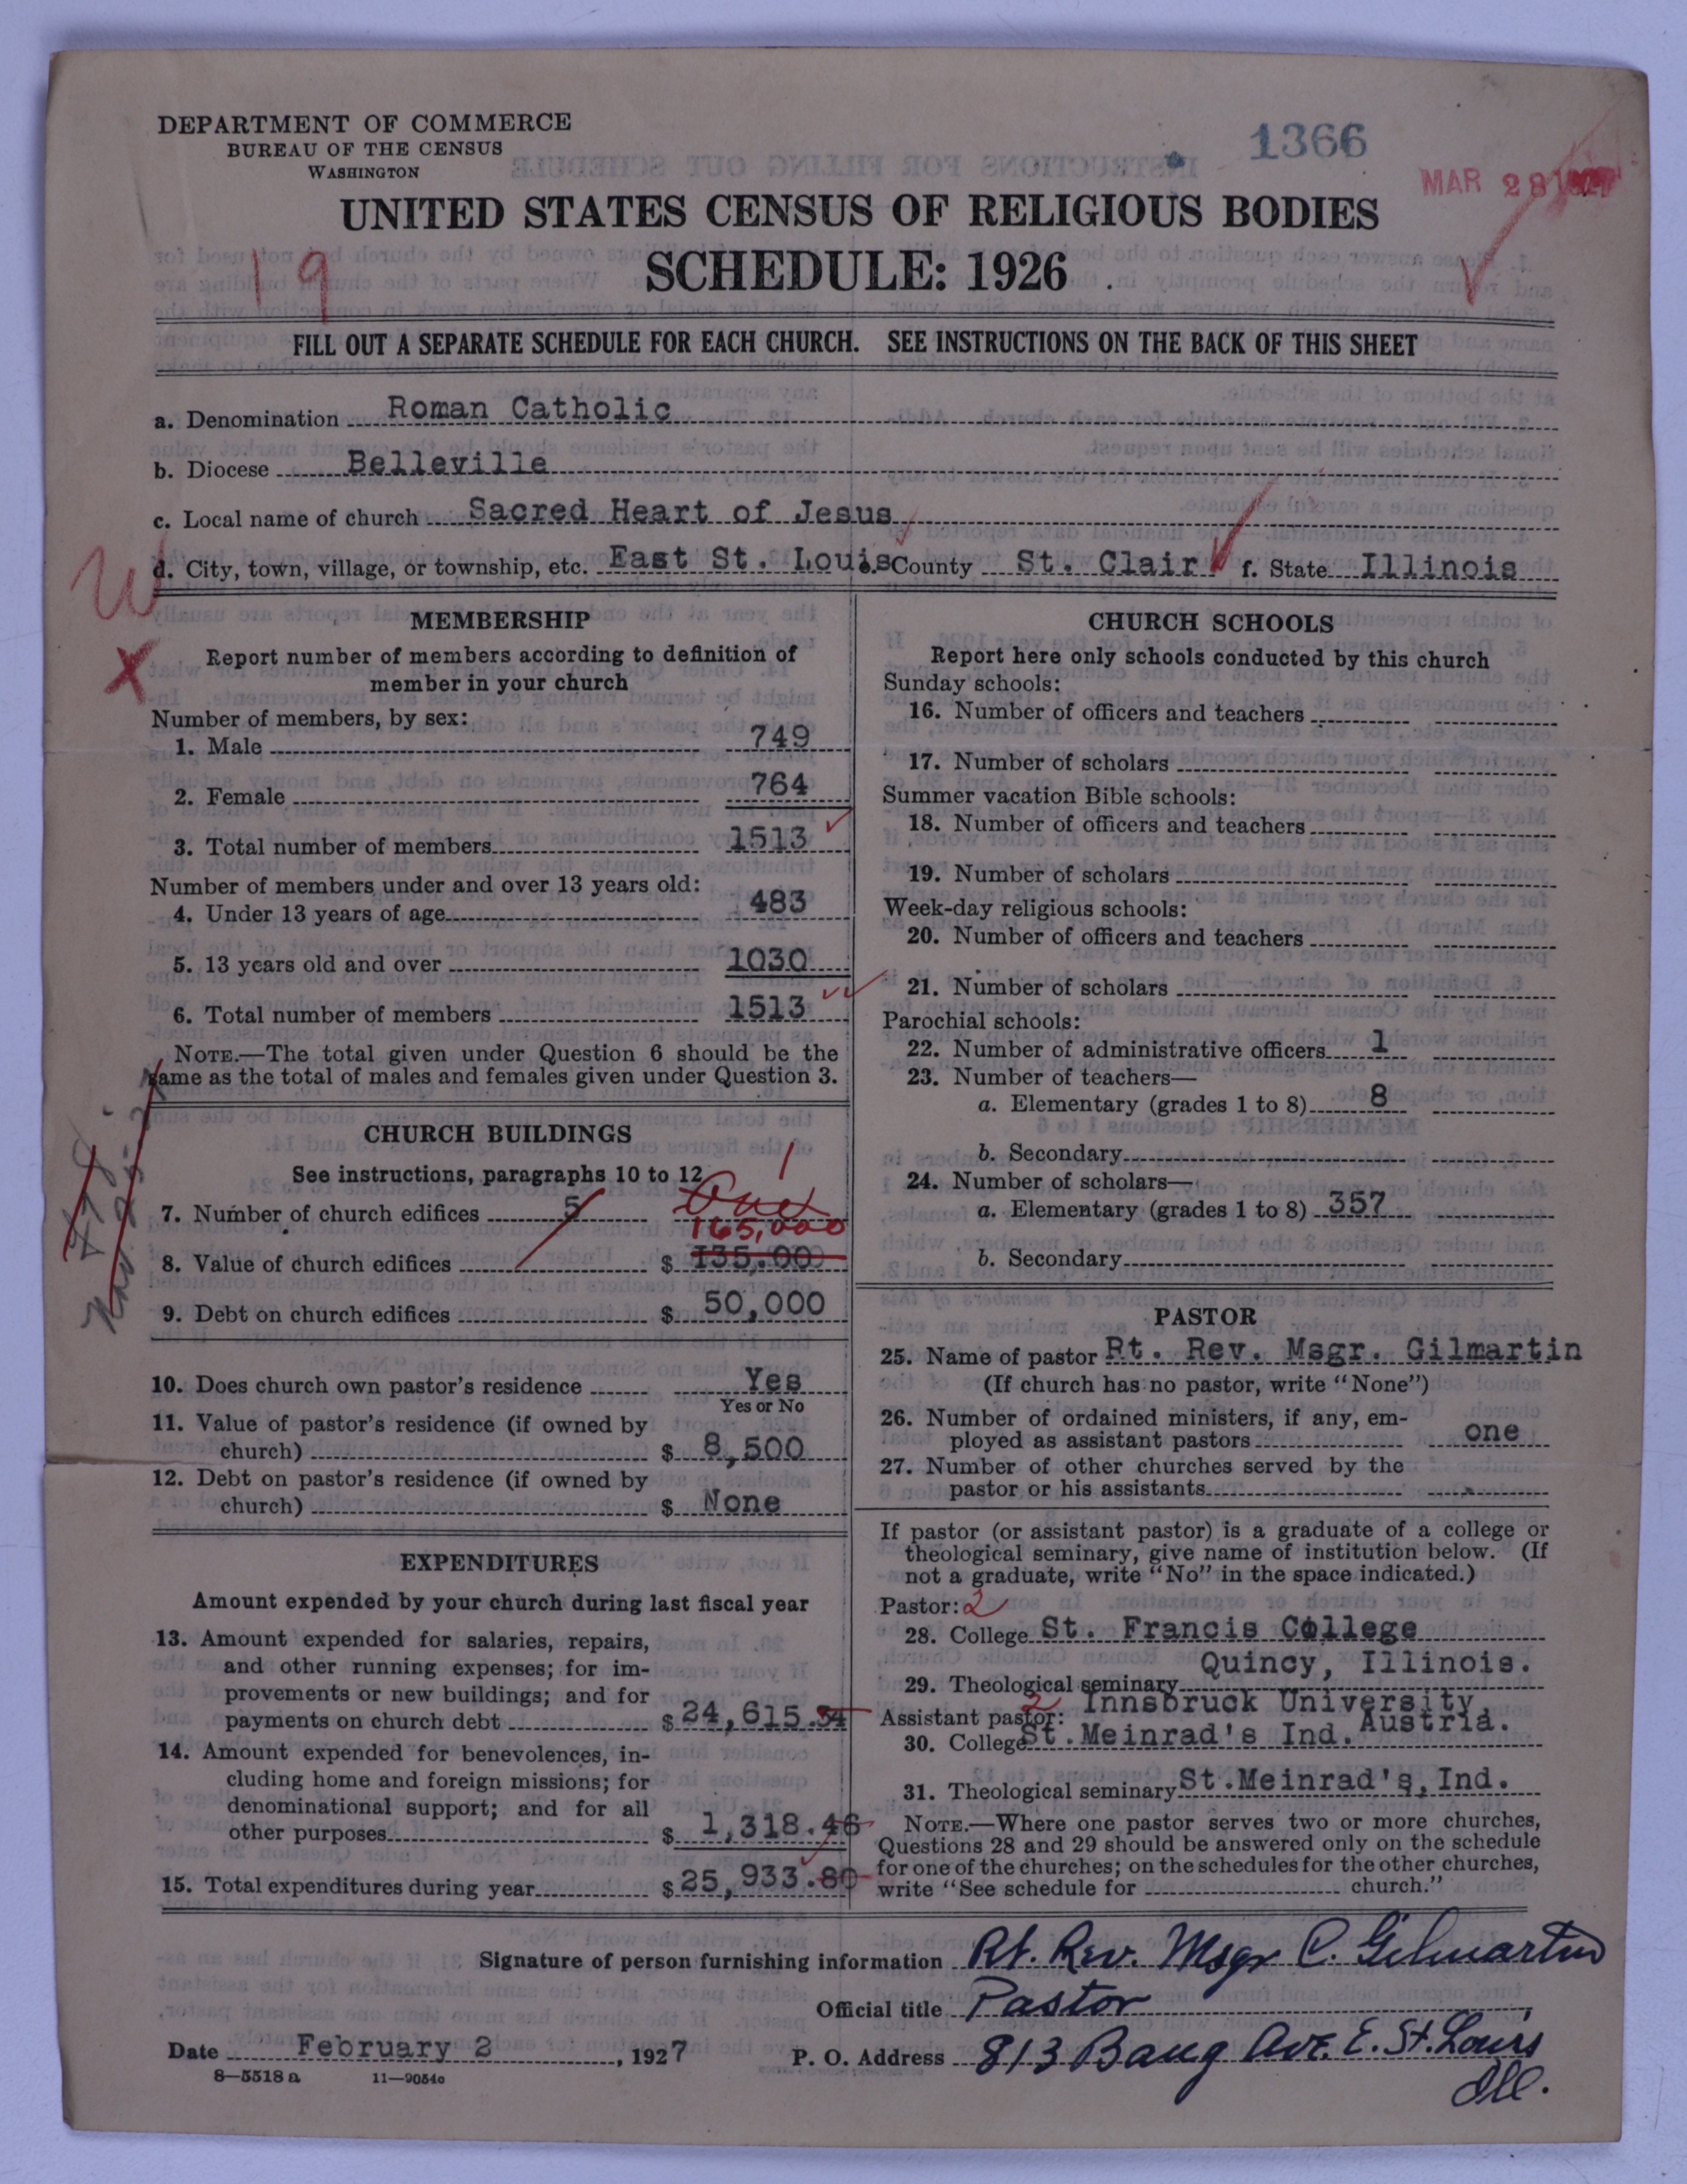 DEPARTMENT OF COMMERCE
BUREAU OF THE CENSUS
WASHINGTON
1366
MAR 28
UNITED STATES CENSUS OF RELIGIOUS BODIES
SCHEDULE: 1926
19
FILL OUT A SEPARATE SCHEDULE FOR EACH CHURCH. SEE INSTRUCTIONS ON THE BACK OF THIS SHEET
a. Denomination Roman Catholic
b. Diocese Belleville
c. Local name of church Sacred Heart of Jesus
d. City, town, village, or township, etc. East St. Louis County St. Clair f. State Illinois
U
X
MEMBERSHIP
Report number of members according to definition of
member in your church
Number of members, by sex:
1. Male 749
2. Female 764
3. Total number of members 1513
Number of members under and over 13 years old:
4. Under 13 years of age 483
5. 13 years old and over 1030
6. Total number of members 1513
NOTE.—The total given under Question 6 should be the
same as the total of males and females given under Question 3.
CHURCH BUILDINGS
See instructions, paragraphs 10 to 12
1
7. Number of church edifices 5 One
165,000
8. Value of church edifices $ 135.00
9. Debt on church edifices $ 50,000
10. Does church own pastor's residence Yes
Yes or No
11. Value of pastor's residence (if owned by
church) $ 8,500
12. Debt on pastor's residence (if owned by
church) $ None
EXPENDITURES
Amount expended by your church during last fiscal year
13. Amount expended for salaries, repairs,
and other running expenses; for im-
provements or new buildings; and for
payments on church debt $ 24,615.34
14. Amount expended for benevolences, in-
cluding home and foreign missions; for
denominational support; and for all
other purposes $ 1,318.46
15. Total expenditures during year $ 25,933.80
CHURCH SCHOOLS
Report here only schools conducted by this church
Sunday schools:
16. Number of officers and teachers
17. Number of scholars
Summer vacation Bible schools:
18. Number of officers and teachers
19. Number of scholars
Week-day religious schools:
20. Number of officers and teachers
21. Number of scholars
Parochial schools:
22. Number of administrative officers 1
23. Number of teachers—
a. Elementary (grades 1 to 8) 8
b. Secondary
24. Number of scholars—
a. Elementary (grades 1 to 8) 357
b. Secondary
PASTOR
25. Name of pastor Rt. Rev. Msgr. Gilmartin
(If church has no pastor, write "None")
26. Number of ordained ministers, if any, em-
ployed as assistant pastors one
27. Number of other churches served by the
pastor or his assistants
If pastor (or assistant pastor) is a graduate of a college or
theological seminary, give name of institution below. (If
not a graduate, write "No" in the space indicated.)
Pastor: 2
28. College St. Francis College
Quincy, Illinois.
29. Theological seminary
Innsbruck University
Assistant pastor: 2 Austria.
30. College St. Meinrad's Ind.
31. Theological seminary St.Meinrad's, Ind.
NOTE.—Where one pastor serves two or more churches,
Questions 28 and 29 should be answered only on the schedule
for one of the churches; on the schedules for the other churches,
write "See schedule for church."
Signature of person furnishing information Rt. Rev. Msgr C. Gilmartin
Official title Pastor
Date February 2, 1927 P. O. Address 813 Baug Ave. E. St. Louis
Ill.
8—5518 a 11—9054a